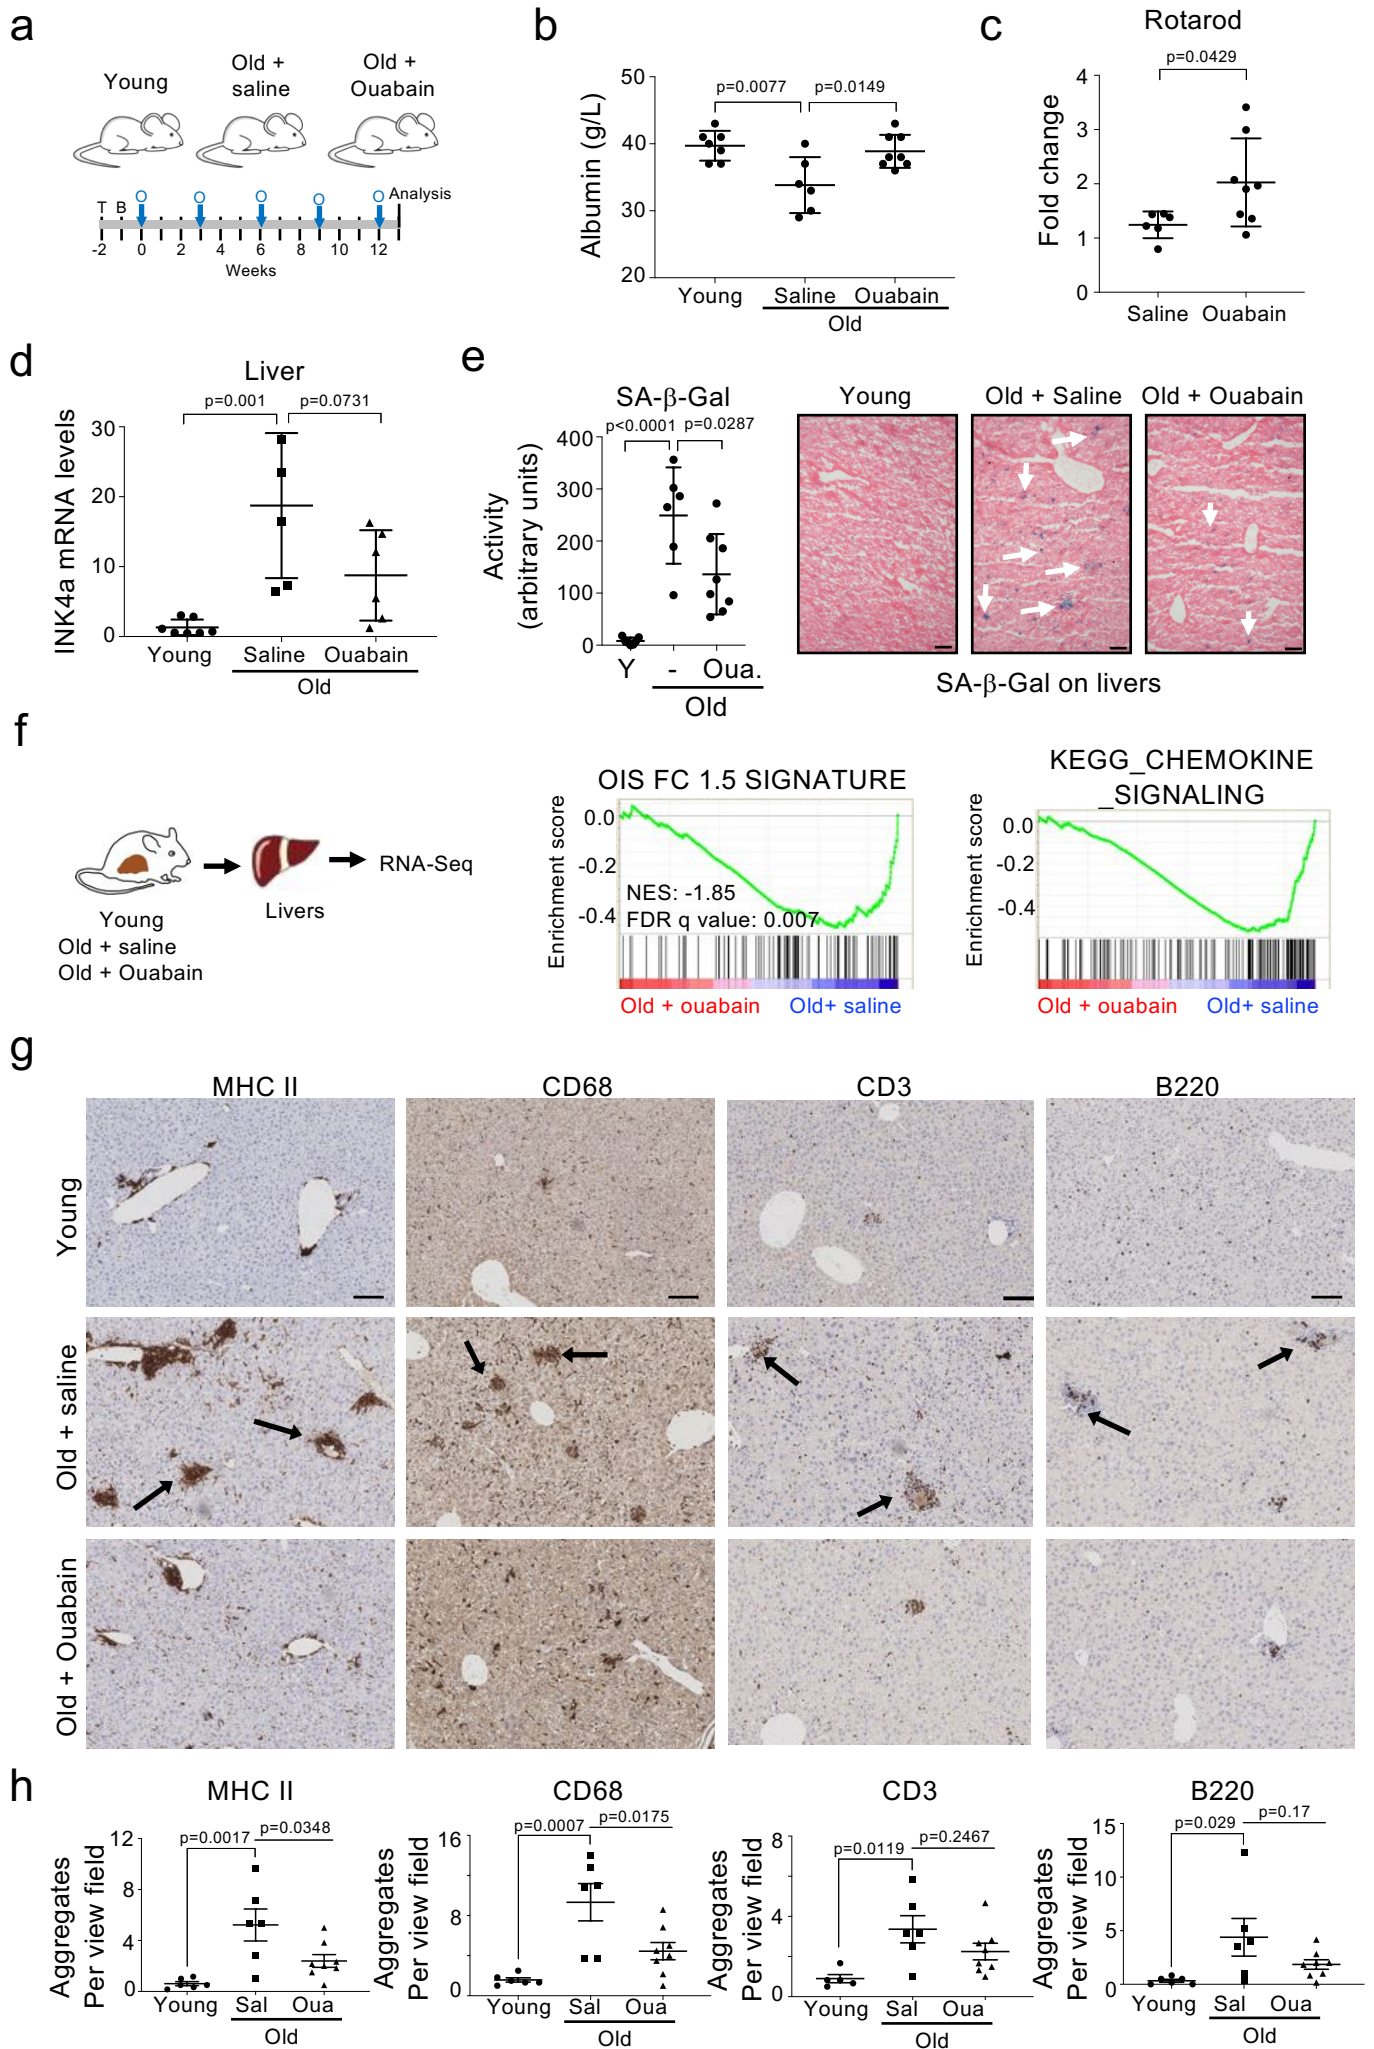 a
Young
Old +
saline
Old +
Ouabain
T B O O O O O Analysis
-2 0 2 4 6 8 10 12
Weeks
b
p=0.0077 p=0.0149
Albumin (g/L)
50
40
30
20
Young Saline Ouabain
Old
c
Rotarod
p=0.0429
Fold change
4
3
2
1
0
Saline Ouabain
d
Liver
p=0.001 p=0.0731
INK4a mRNA levels
30
20
10
0
Young Saline Ouabain
Old
e
SA-β-Gal
p<0.0001 p=0.0287
Activity
(arbitrary units)
400
300
200
100
0
Y - Oua.
Old
Young Old + Saline Old + Ouabain
SA-β-Gal on livers
f
Young
Old + saline
Old + Ouabain
Livers
RNA-Seq
OIS FC 1.5 SIGNATURE
Enrichment score
0.0
-0.2
-0.4
NES: -1.85
FDR q value: 0.007
Old + ouabain Old+ saline
KEGG_CHEMOKINE
_SIGNALING
Enrichment score
0.0
-0.2
-0.4
Old + ouabain Old+ saline
g
MHC II CD68 CD3 B220
Young
Old + saline
Old + Ouabain
h
MHC II
p=0.0017 p=0.0348
Aggregates
Per view field
12
8
4
0
Young Sal Oua
Old
CD68
p=0.0007 p=0.0175
Aggregates
Per view field
16
8
0
Young Sal Oua
Old
CD3
p=0.0119 p=0.2467
Aggregates
Per view field
8
4
0
Young Sal Oua
Old
B220
p=0.029 p=0.17
Aggregates
Per view field
15
10
5
0
Young Sal Oua
Old